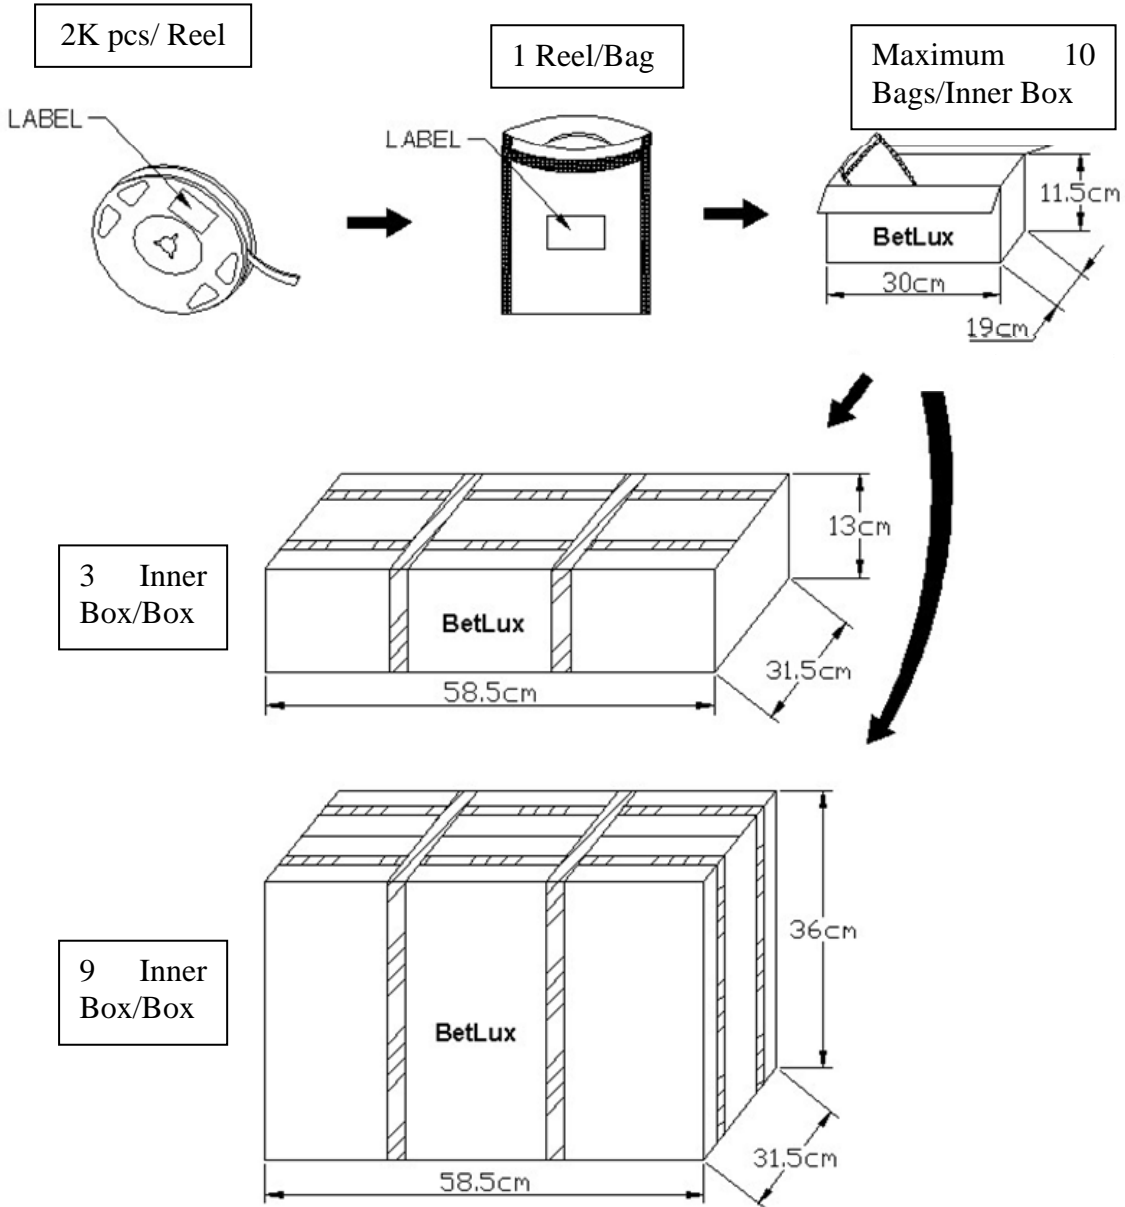 2K pcs/ Reel
1 Reel/Bag
Maximum 10
Bags/Inner Box
LABEL
LABEL
11.5cm
BetLux
30cm
19cm
13cm
3 Inner
Box/Box
BetLux
31.5cm
58.5cm
36cm
9 Inner
Box/Box
BetLux
31.5cm
58.5cm